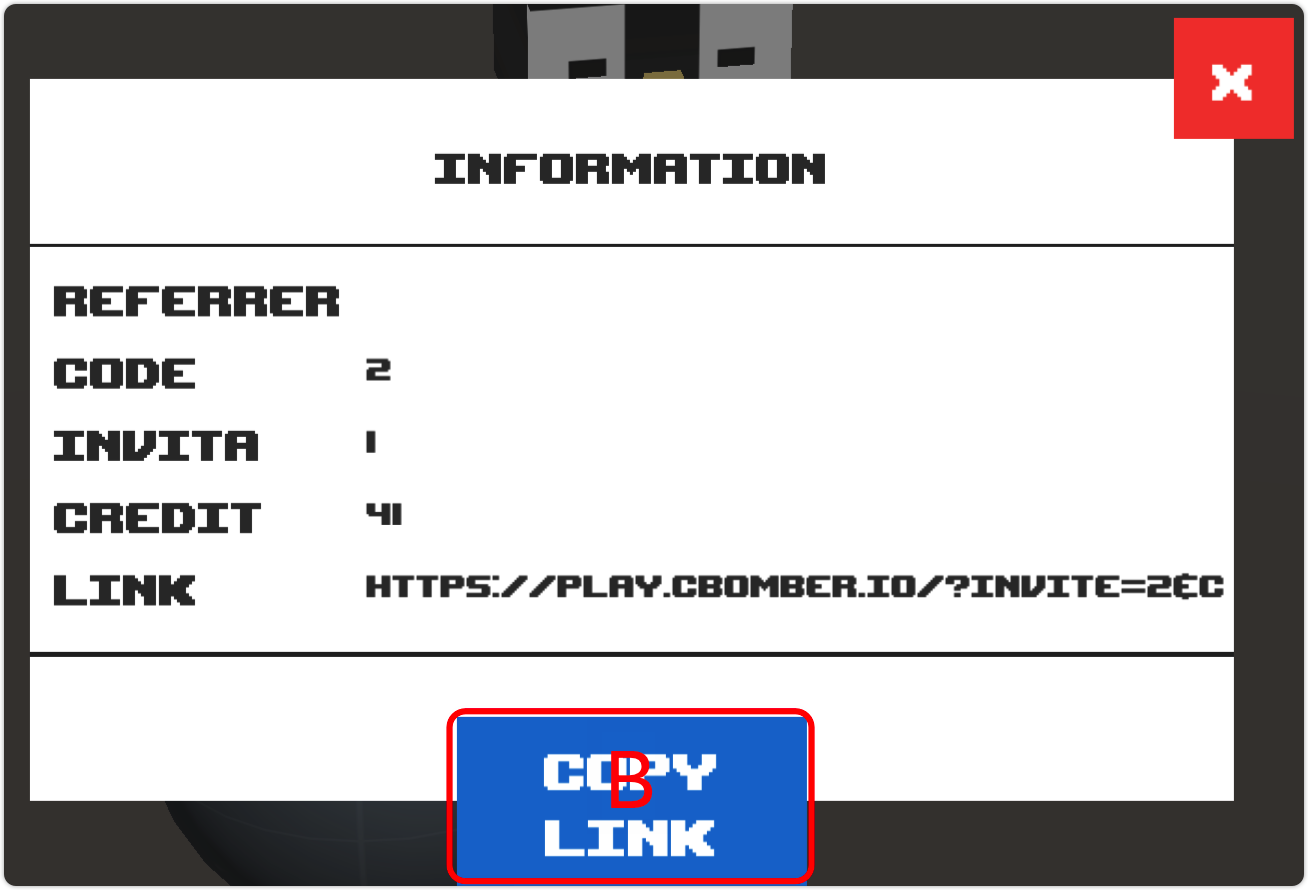 X
INFORMATION
REFERRER
CODE 2
INVITA 1
CREDIT 41
LINK HTTPS://PLAY.CBOMBER.IO/?INVITE=2&C
COPY
B
LINK